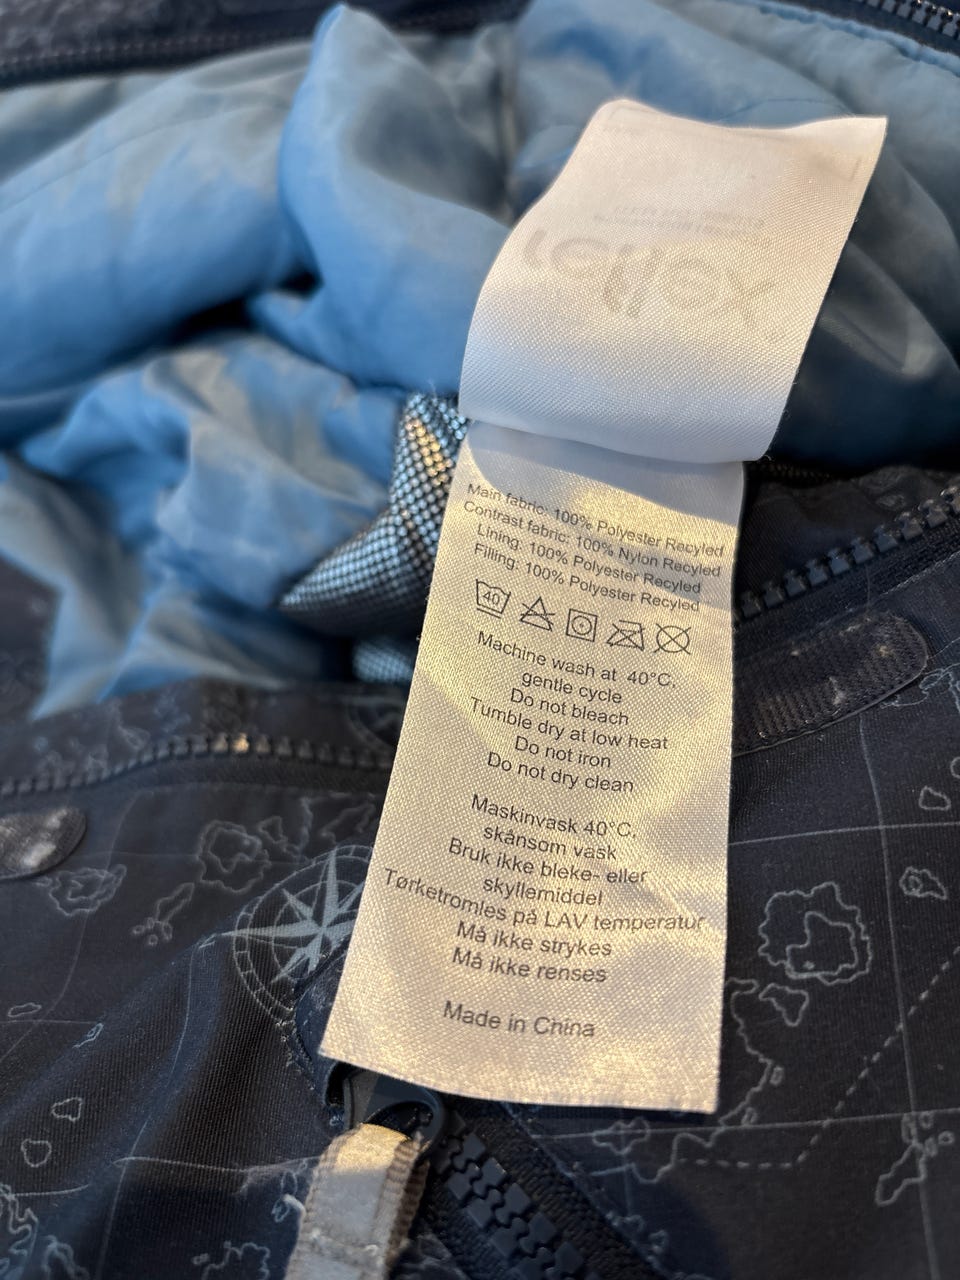 reflex
Main fabric: 100% Polyester Recyled
Contrast fabric: 100% Nylon Recyled
Lining: 100% Polyester Recyled
Filling: 100% Polyester Recyled
40
Machine wash at 40°C,
gentle cycle
Do not bleach
Tumble dry at low heat
Do not iron
Do not dry clean
Maskinvask 40°C,
skånsom vask
Bruk ikke bleke- eller
skyllemiddel
Tørketromles på LAV temperatur
Må ikke strykes
Må ikke renses
Made in China